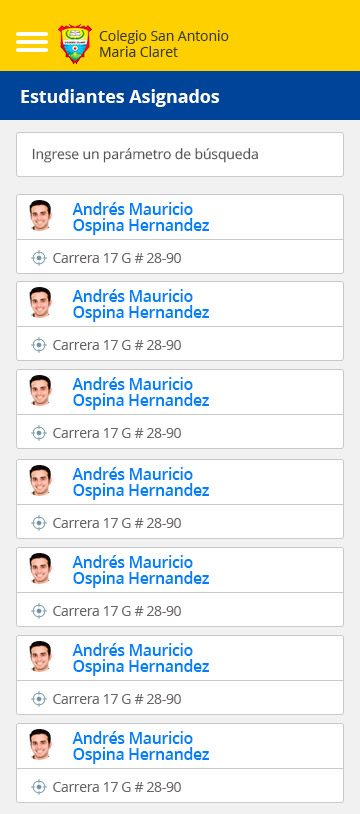 Colegio San Antonio
Maria Claret
Estudiantes Asignados
Ingrese un parámetro de búsqueda
Andrés Mauricio
Ospina Hernandez
Carrera 17 G # 28-90
Andrés Mauricio
Ospina Hernandez
Carrera 17 G # 28-90
Andrés Mauricio
Ospina Hernandez
Carrera 17 G # 28-90
Andrés Mauricio
Ospina Hernandez
Carrera 17 G # 28-90
Andrés Mauricio
Ospina Hernandez
Carrera 17 G # 28-90
Andrés Mauricio
Ospina Hernandez
Carrera 17 G # 28-90
Andrés Mauricio
Ospina Hernandez
Carrera 17 G # 28-90